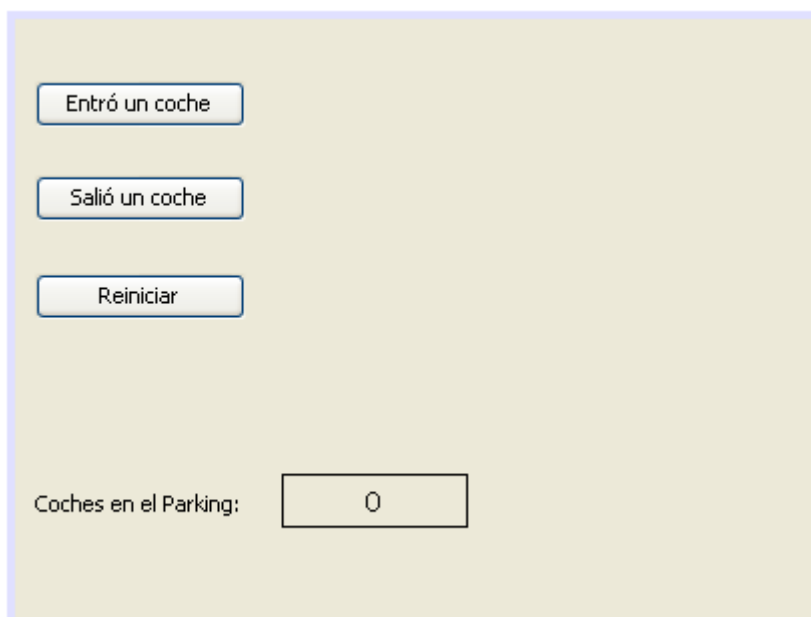 Entró un coche
Salió un coche
Reiniciar
Coches en el Parking: 0